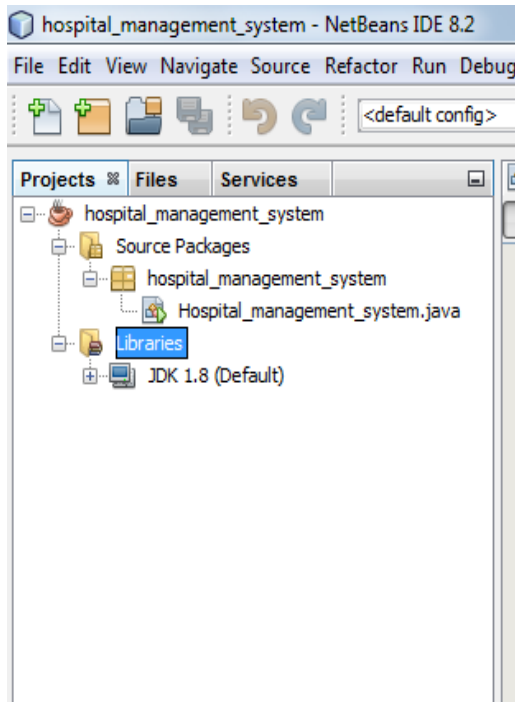 hospital_management_system - NetBeans IDE 8.2
File Edit View Navigate Source Refactor Run Debug
<default config>
Projects Files Services
hospital_management_system
Source Packages
hospital_management_system
Hospital_management_system.java
Libraries
JDK 1.8 (Default)